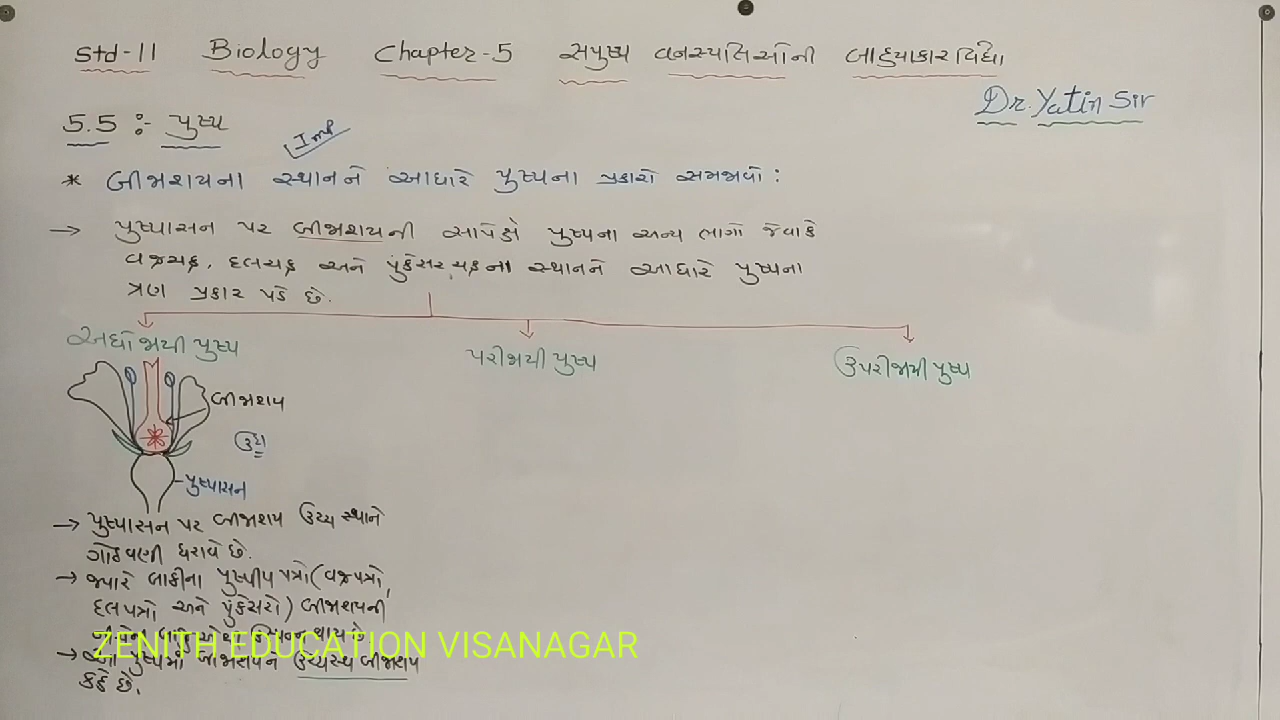 Std-11 Biology Chapter-5 સપુષ્પ વનસ્પતિઓની બાહ્યાકારવિદ્યા
Dr. Yatin Sir
5.5 :- પુષ્પ
Imp
* બીજાશયના સ્થાનને આધારે પુષ્પના પ્રકારો સમજાવો :
→ પુષ્પાસન પર બીજાશયની સાપેક્ષે પુષ્પના અન્ય ભાગો જેવા કે
વજ્રચક્ર, દલચક્ર અને પુંકેસરચક્રના સ્થાનને આધારે પુષ્પના
ત્રણ પ્રકાર પડે છે.
અધોજાયી પુષ્પ
પરીજાયી પુષ્પ
ઉપરીજાયી પુષ્પ
બીજાશય
પુષ્પાસન
→ પુષ્પાસન પર બીજાશય ઉચ્ચ સ્થાને
ગોઠવણી ધરાવે છે.
→ જ્યારે બાકીના પુષ્પીય પત્રો (વજ્રપત્રો,
દલપત્રો અને પુંકેસરો) બીજાશયની
ZENITH EDUCATION VISANAGAR
→ આ પુષ્પમાં બીજાશયને ઉચ્ચસ્થ બીજાશય
કહે છે.